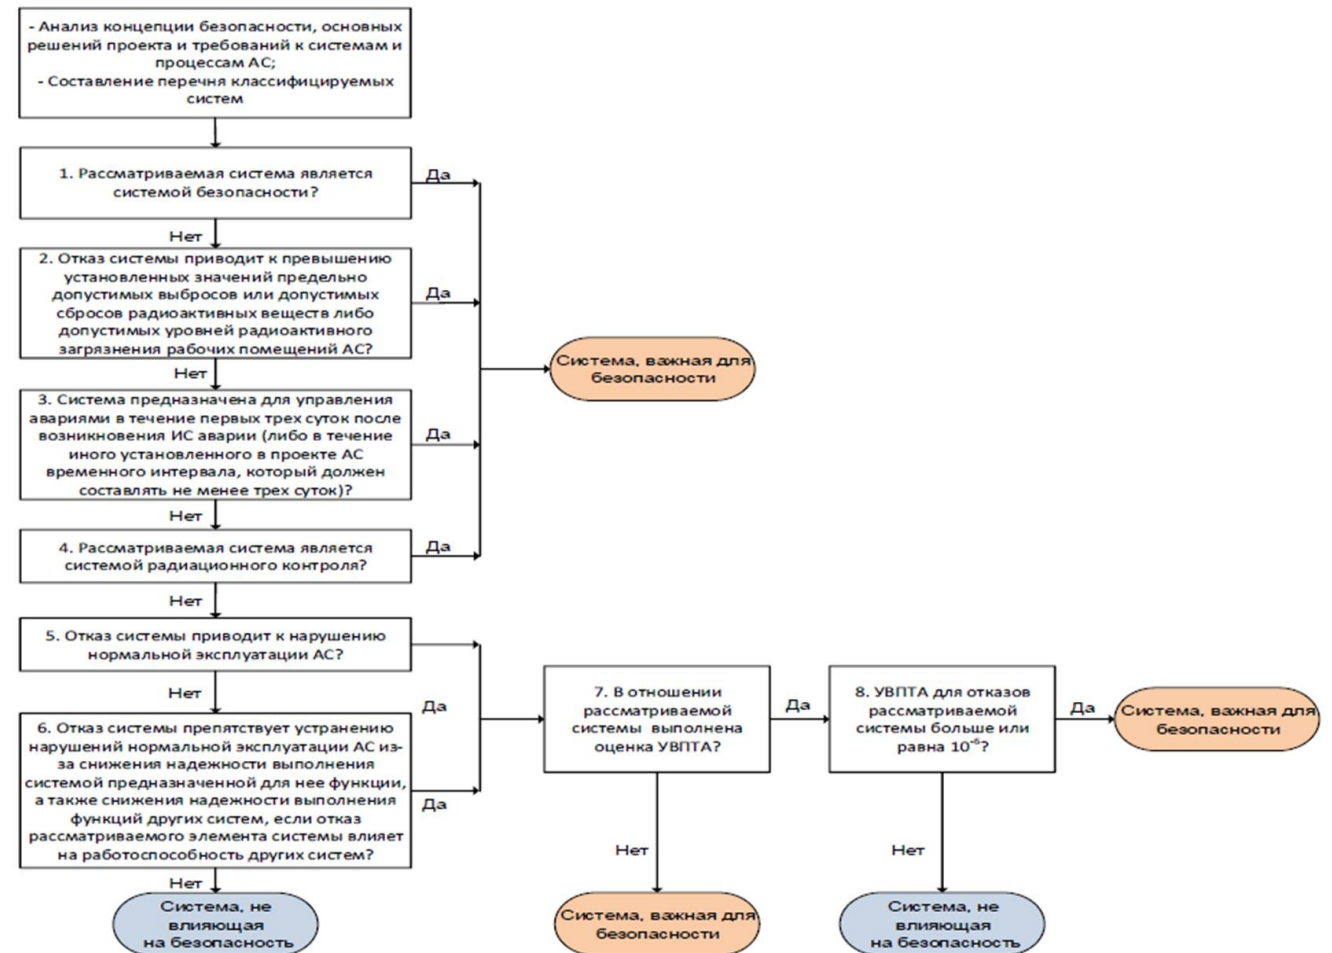 - Анализ концепции безопасности, основных
решений проекта и требований к системам и
процессам АС;
- Составление перечня классифицируемых
систем
1. Рассматриваемая система является
системой безопасности?
Да
Нет
2. Отказ системы приводит к превышению
установленных значений предельно
допустимых выбросов или допустимых
сбросов радиоактивных веществ либо
допустимых уровней радиоактивного
загрязнения рабочих помещений АС?
Да
Нет
Система, важная для
безопасности
3. Система предназначена для управления
авариями в течение первых трех суток после
возникновения ИС аварии (либо в течение
иного установленного в проекте АС
временного интервала, который должен
составлять не менее трех суток)?
Да
Нет
4. Рассматриваемая система является
системой радиационного контроля?
Да
Нет
5. Отказ системы приводит к нарушению
нормальной эксплуатации АС?
Да
Нет
6. Отказ системы препятствует устранению
нарушений нормальной эксплуатации АС из-
за снижения надежности выполнения
системой предназначенной для нее функции,
а также снижения надежности выполнения
функций других систем, если отказ
рассматриваемого элемента системы влияет
на работоспособность других систем?
Да
Нет
Система, не
влияющая
на безопасность
7. В отношении
рассматриваемой
системы выполнена
оценка УВПТА?
Да
Нет
Система, важная для
безопасности
8. УВПТА для отказов
рассматриваемой
системы больше или
равна 10⁻⁶?
Да
Нет
Система, важная для
безопасности
Система, не
влияющая
на безопасность